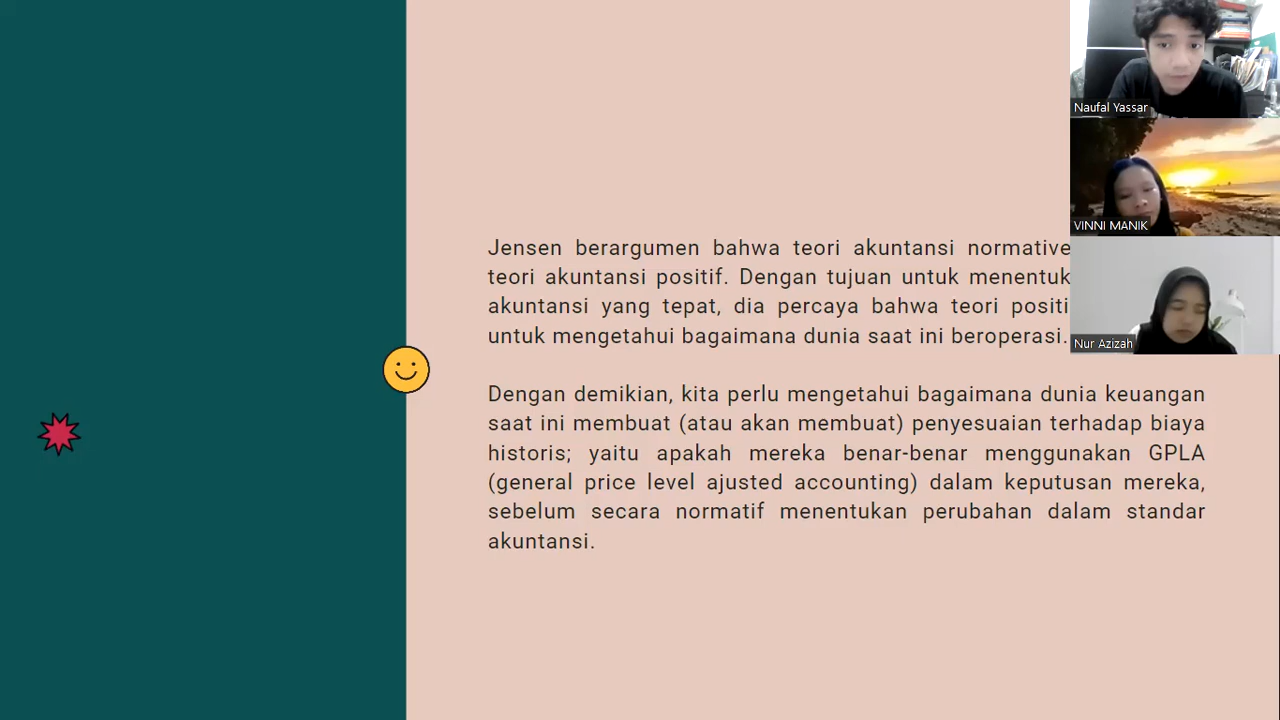 Jensen berargumen bahwa teori akuntansi normative
teori akuntansi positif. Dengan tujuan untuk
akuntansi yang tepat, dia percaya bahwa teori
untuk mengetahui bagaimana dunia saat ini beroperasi.
Dengan demikian, kita perlu mengetahui bagaimana dunia keuangan
saat ini membuat (atau akan membuat) penyesuaian terhadap biaya
historis; yaitu apakah mereka benar-benar menggunakan GPLA
(general price level ajusted accounting) dalam keputusan mereka,
sebelum secara normatif menentukan perubahan dalam standar
akuntansi.
Naufal Yassar
VINNI MANIK
Nur Azizah